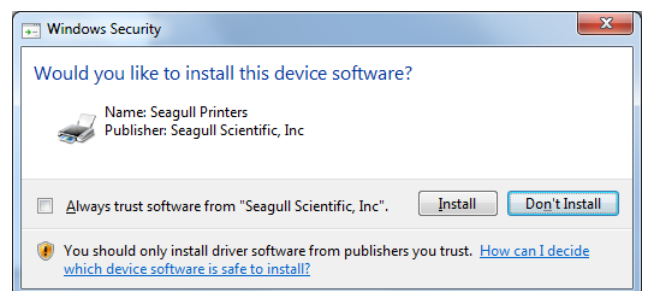 Windows Security
Would you like to install this device software?
Name: Seagull Printers
Publisher: Seagull Scientific, Inc
Always trust software from "Seagull Scientific, Inc".
Install
Don't Install
You should only install driver software from publishers you trust. How can I decide
which device software is safe to install?